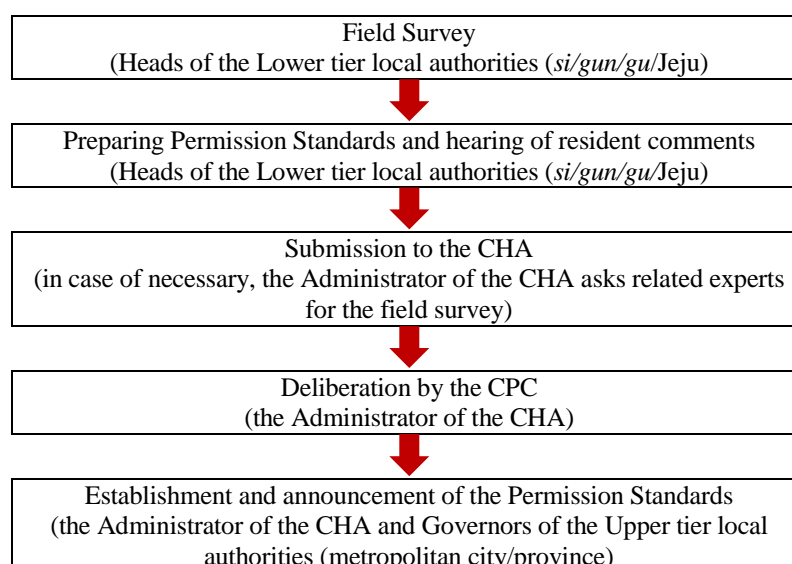 Field Survey
(Heads of the Lower tier local authorities (si/gun/gu/Jeju)
Preparing Permission Standards and hearing of resident comments
(Heads of the Lower tier local authorities (si/gun/gu/Jeju)
Submission to the CHA
(in case of necessary, the Administrator of the CHA asks related experts
for the field survey)
Deliberation by the CPC
(the Administrator of the CHA)
Establishment and announcement of the Permission Standards
(the Administrator of the CHA and Governors of the Upper tier local
authorities (metropolitan city/province)